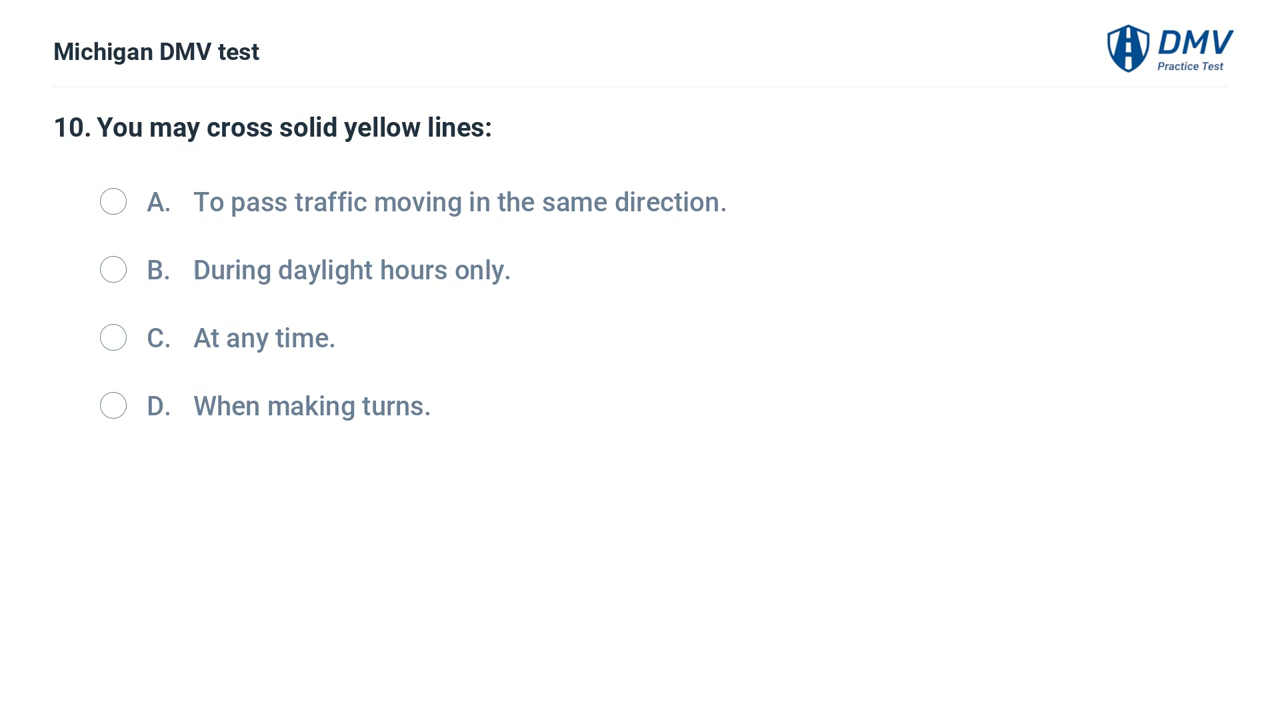 Michigan DMV test
DMV
Practice Test
10. You may cross solid yellow lines:
A. To pass traffic moving in the same direction.
B. During daylight hours only.
C. At any time.
D. When making turns.